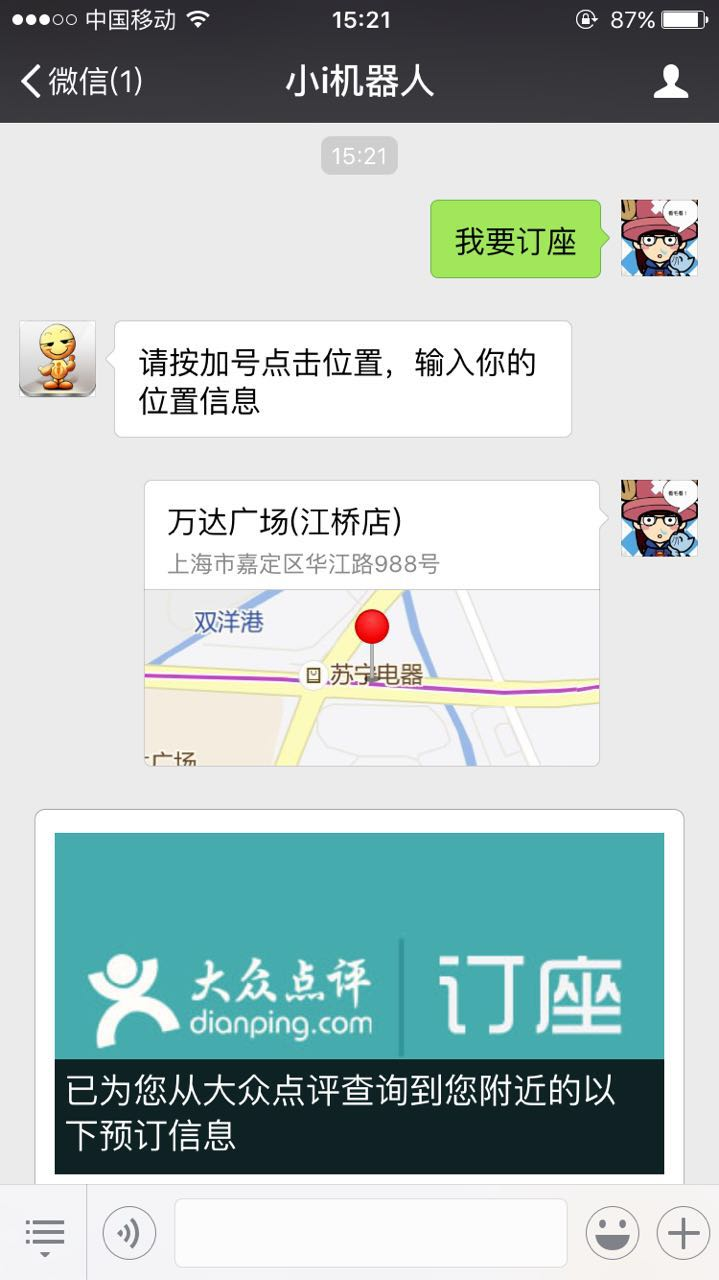 中国移动
15:21
87%
微信(1)
小i机器人
15:21
我要订座
请按加号点击位置，输入你的
位置信息
万达广场(江桥店)
上海市嘉定区华江路988号
双洋港
苏宁电器
广场
大众点评
dianping.com
订座
已为您从大众点评查询到您附近的以
下预订信息